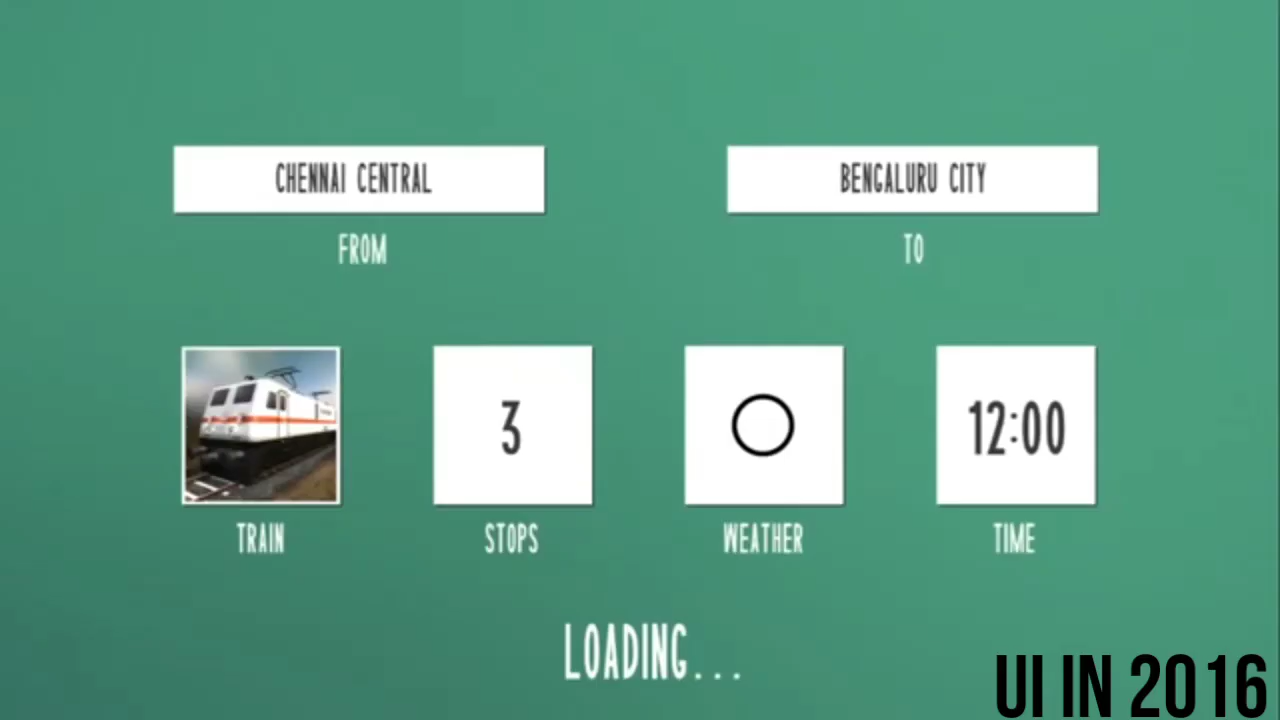 CHENNAI CENTRAL
BENGALURU CITY
FROM
TO
3
12:00
TRAIN
STOPS
WEATHER
TIME
LOADING...
UI IN 2016